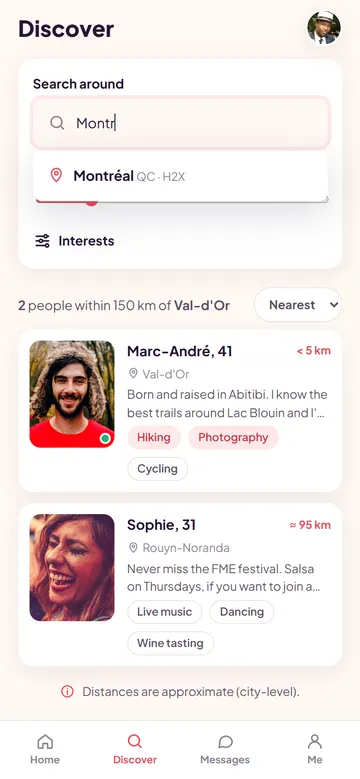 Discover
Search around
Montr
Montréal QC · H2X
Interests
2 people within 150 km of Val-d'Or
Nearest
Marc-André, 41
< 5 km
Val-d'Or
Born and raised in Abitibi. I know the
best trails around Lac Blouin and I'...
Hiking
Photography
Cycling
Sophie, 31
≈ 95 km
Rouyn-Noranda
Never miss the FME festival. Salsa
on Thursdays, if you want to join a...
Live music
Dancing
Wine tasting
Distances are approximate (city-level).
Home
Discover
Messages
Me